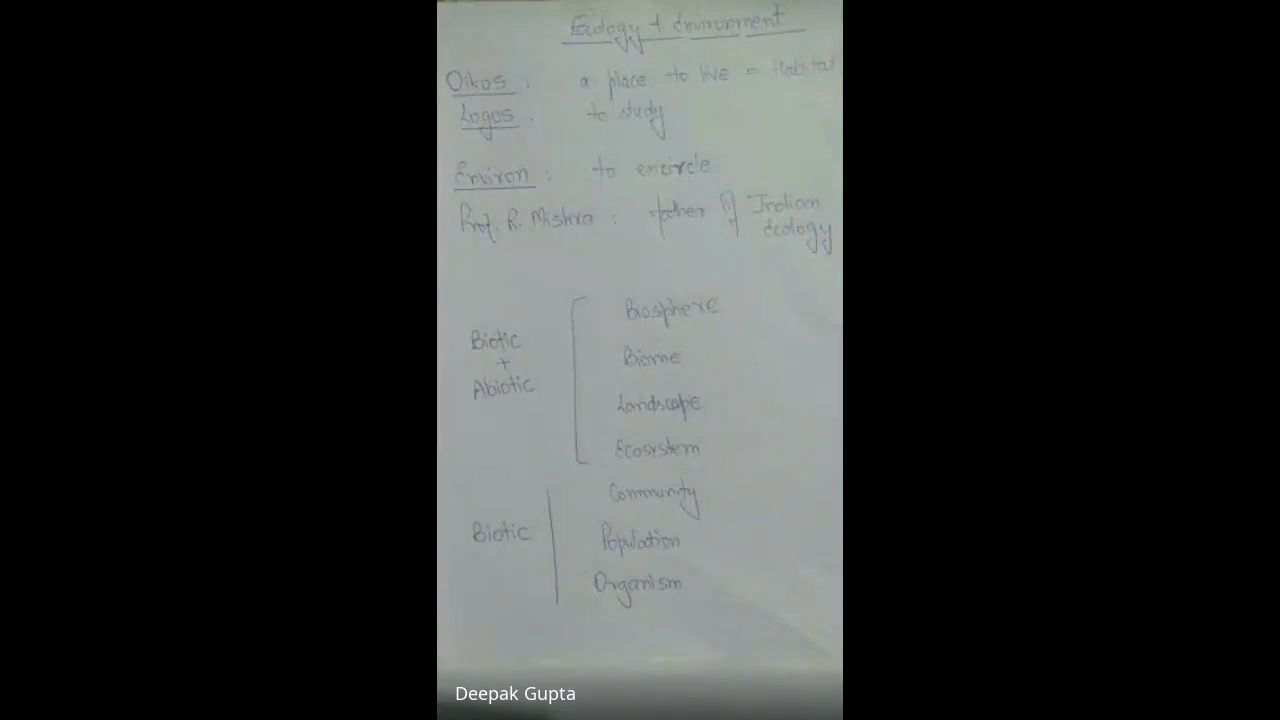 Ecology & Environment
Oikos : a place to live = Habitat
Logos : to study
Environ : to encircle
Prof. R. Mishra : father of Indian
Ecology
Biosphere
Biotic
+
Abiotic
Biome
Landscape
Ecosystem
Community
Biotic
Population
Organism
Deepak Gupta